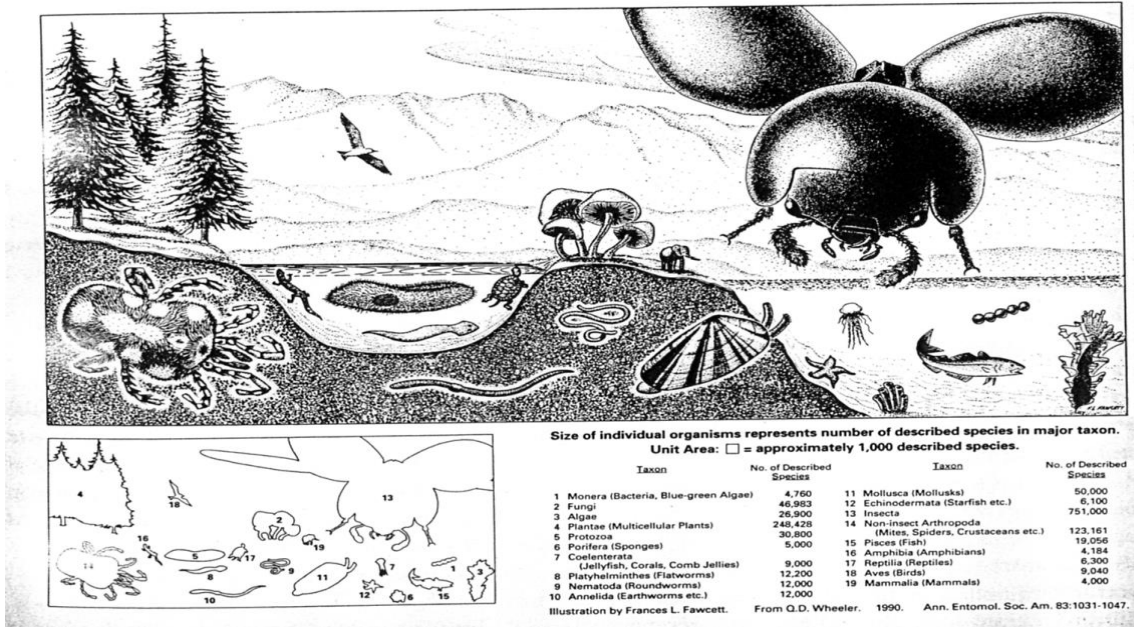 F.L. FAWCETT
4
18
13
2
16
19
14
5
17
8
9
11
7
1
3
12
15
10
6
Size of individual organisms represents number of described species in major taxon.
Unit Area: □ = approximately 1,000 described species.
Taxon No. of Described Species
1 Monera (Bacteria, Blue-green Algae) 4,760
2 Fungi 46,983
3 Algae 26,900
4 Plantae (Multicellular Plants) 248,428
5 Protozoa 30,800
6 Porifera (Sponges) 5,000
7 Coelenterata
(Jellyfish, Corals, Comb Jellies) 9,000
8 Platyhelminthes (Flatworms) 12,200
9 Nematoda (Roundworms) 12,000
10 Annelida (Earthworms etc.) 12,000
Taxon No. of Described Species
11 Mollusca (Mollusks) 50,000
12 Echinodermata (Starfish etc.) 6,100
13 Insecta 751,000
14 Non-insect Arthropoda
(Mites, Spiders, Crustaceans etc.) 123,161
15 Pisces (Fish) 19,056
16 Amphibia (Amphibians) 4,184
17 Reptilia (Reptiles) 6,300
18 Aves (Birds) 9,040
19 Mammalia (Mammals) 4,000
Illustration by Frances L. Fawcett. From Q.D. Wheeler. 1990. Ann. Entomol. Soc. Am. 83:1031-1047.